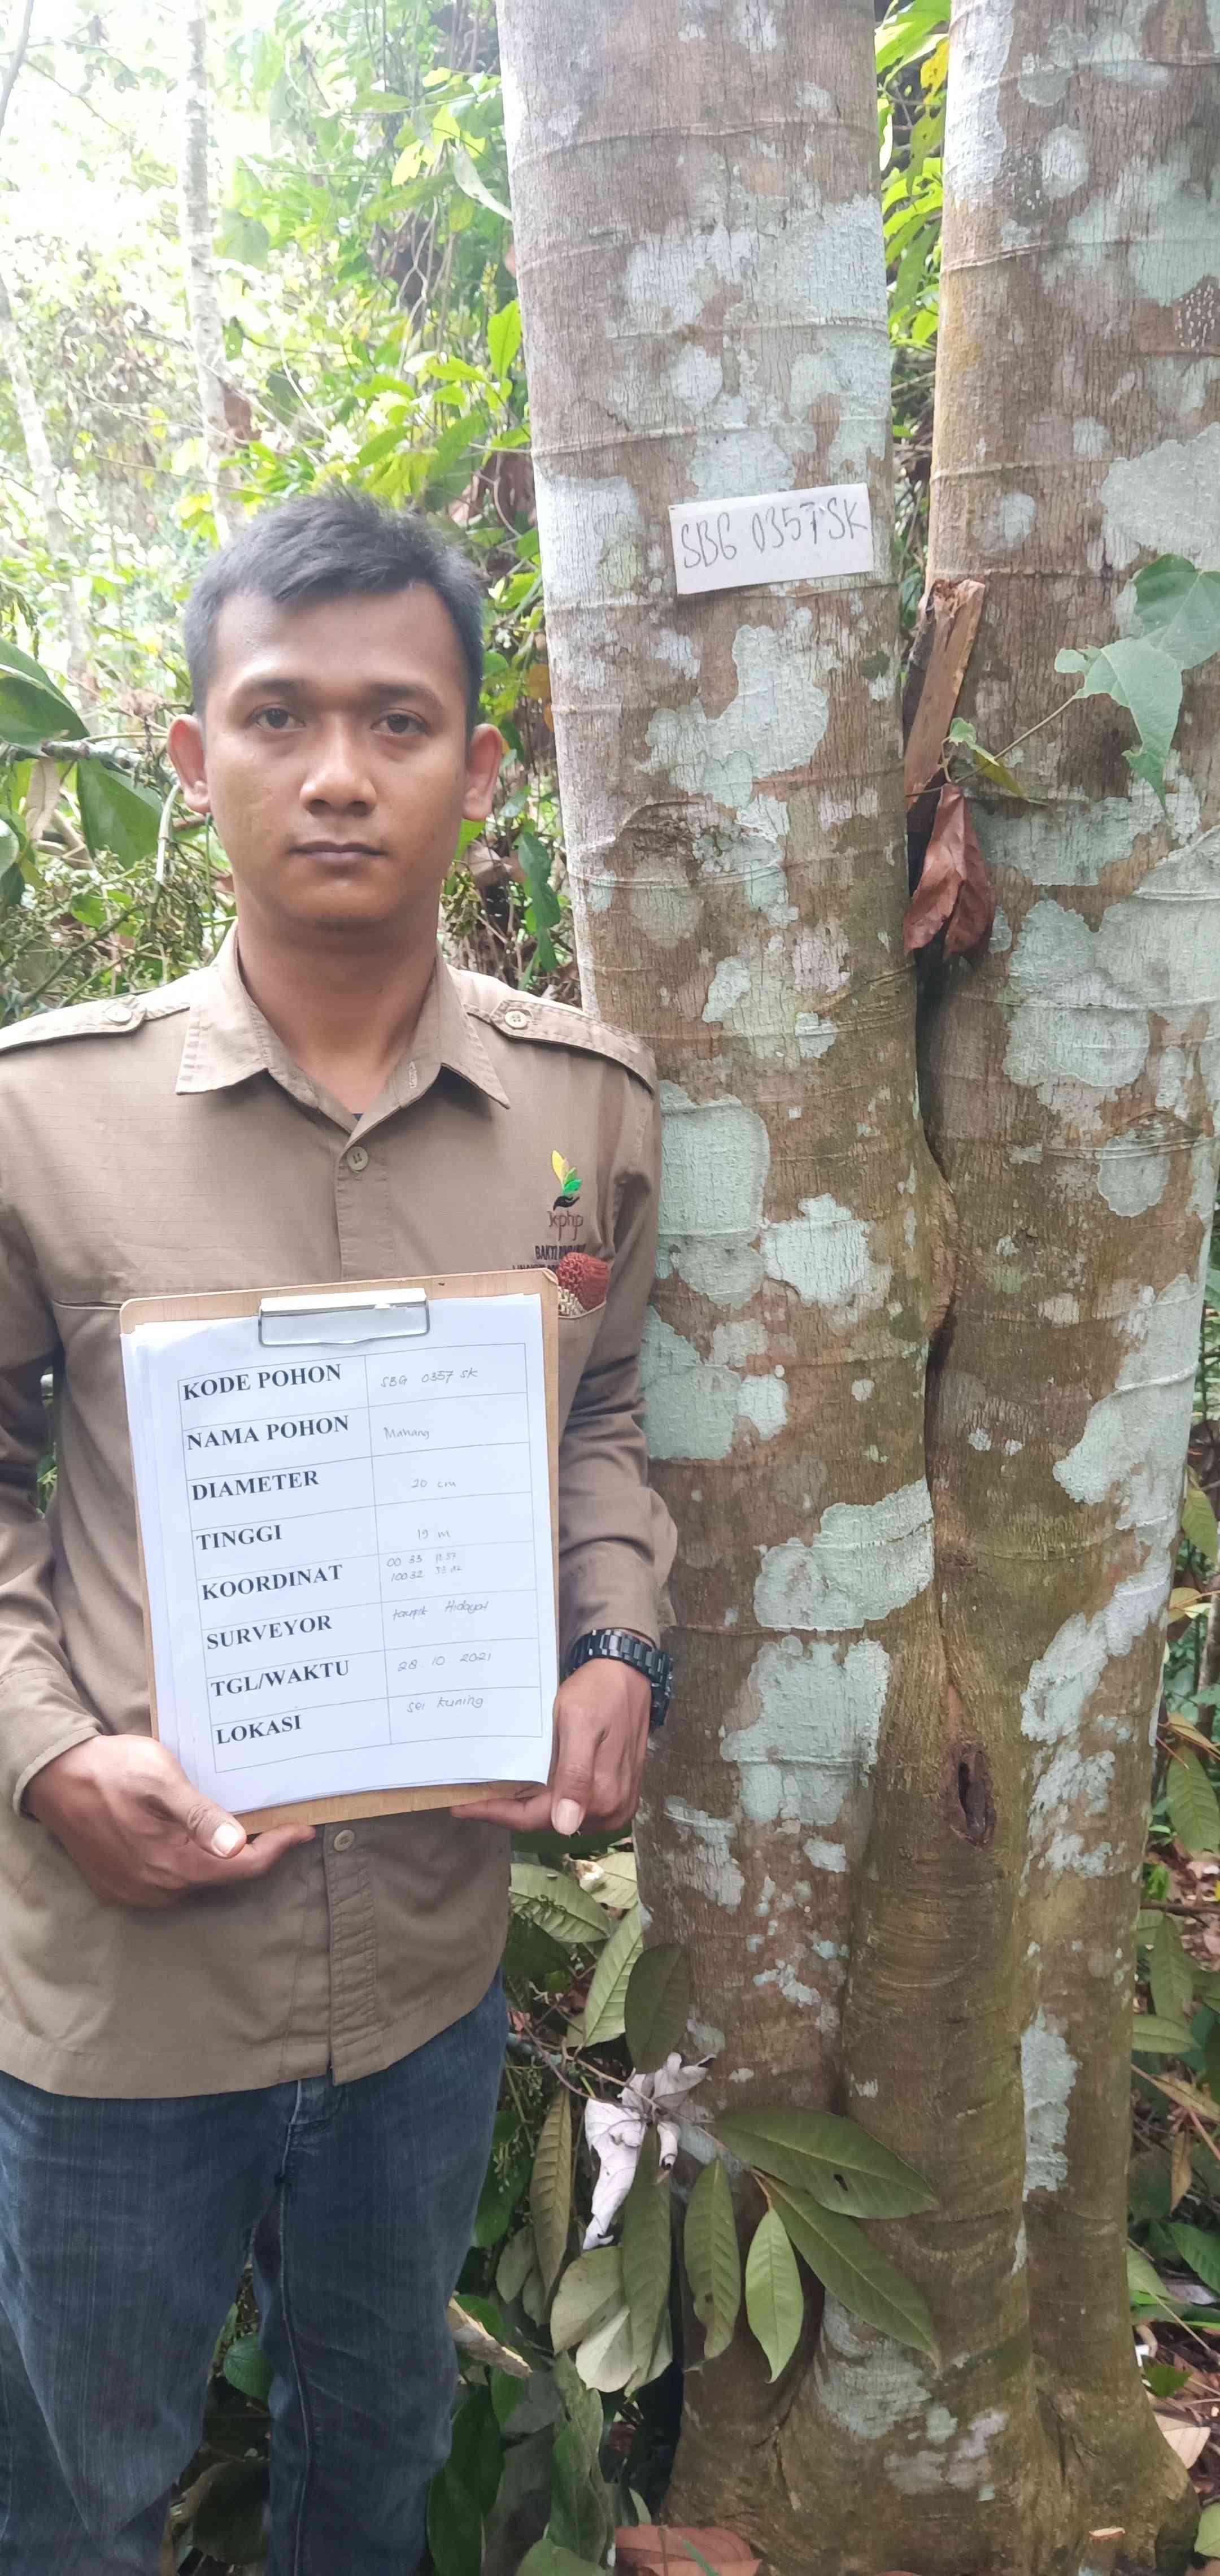 SBG 0357 SK
kphp
KODE POHON SBG 0357 SK
NAMA POHON Mahang
DIAMETER 20 cm
TINGGI 19 m
KOORDINAT 00 33
100 32
SURVEYOR taupik Hidayat
TGL/WAKTU 28.10.2021
LOKASI sei kuning